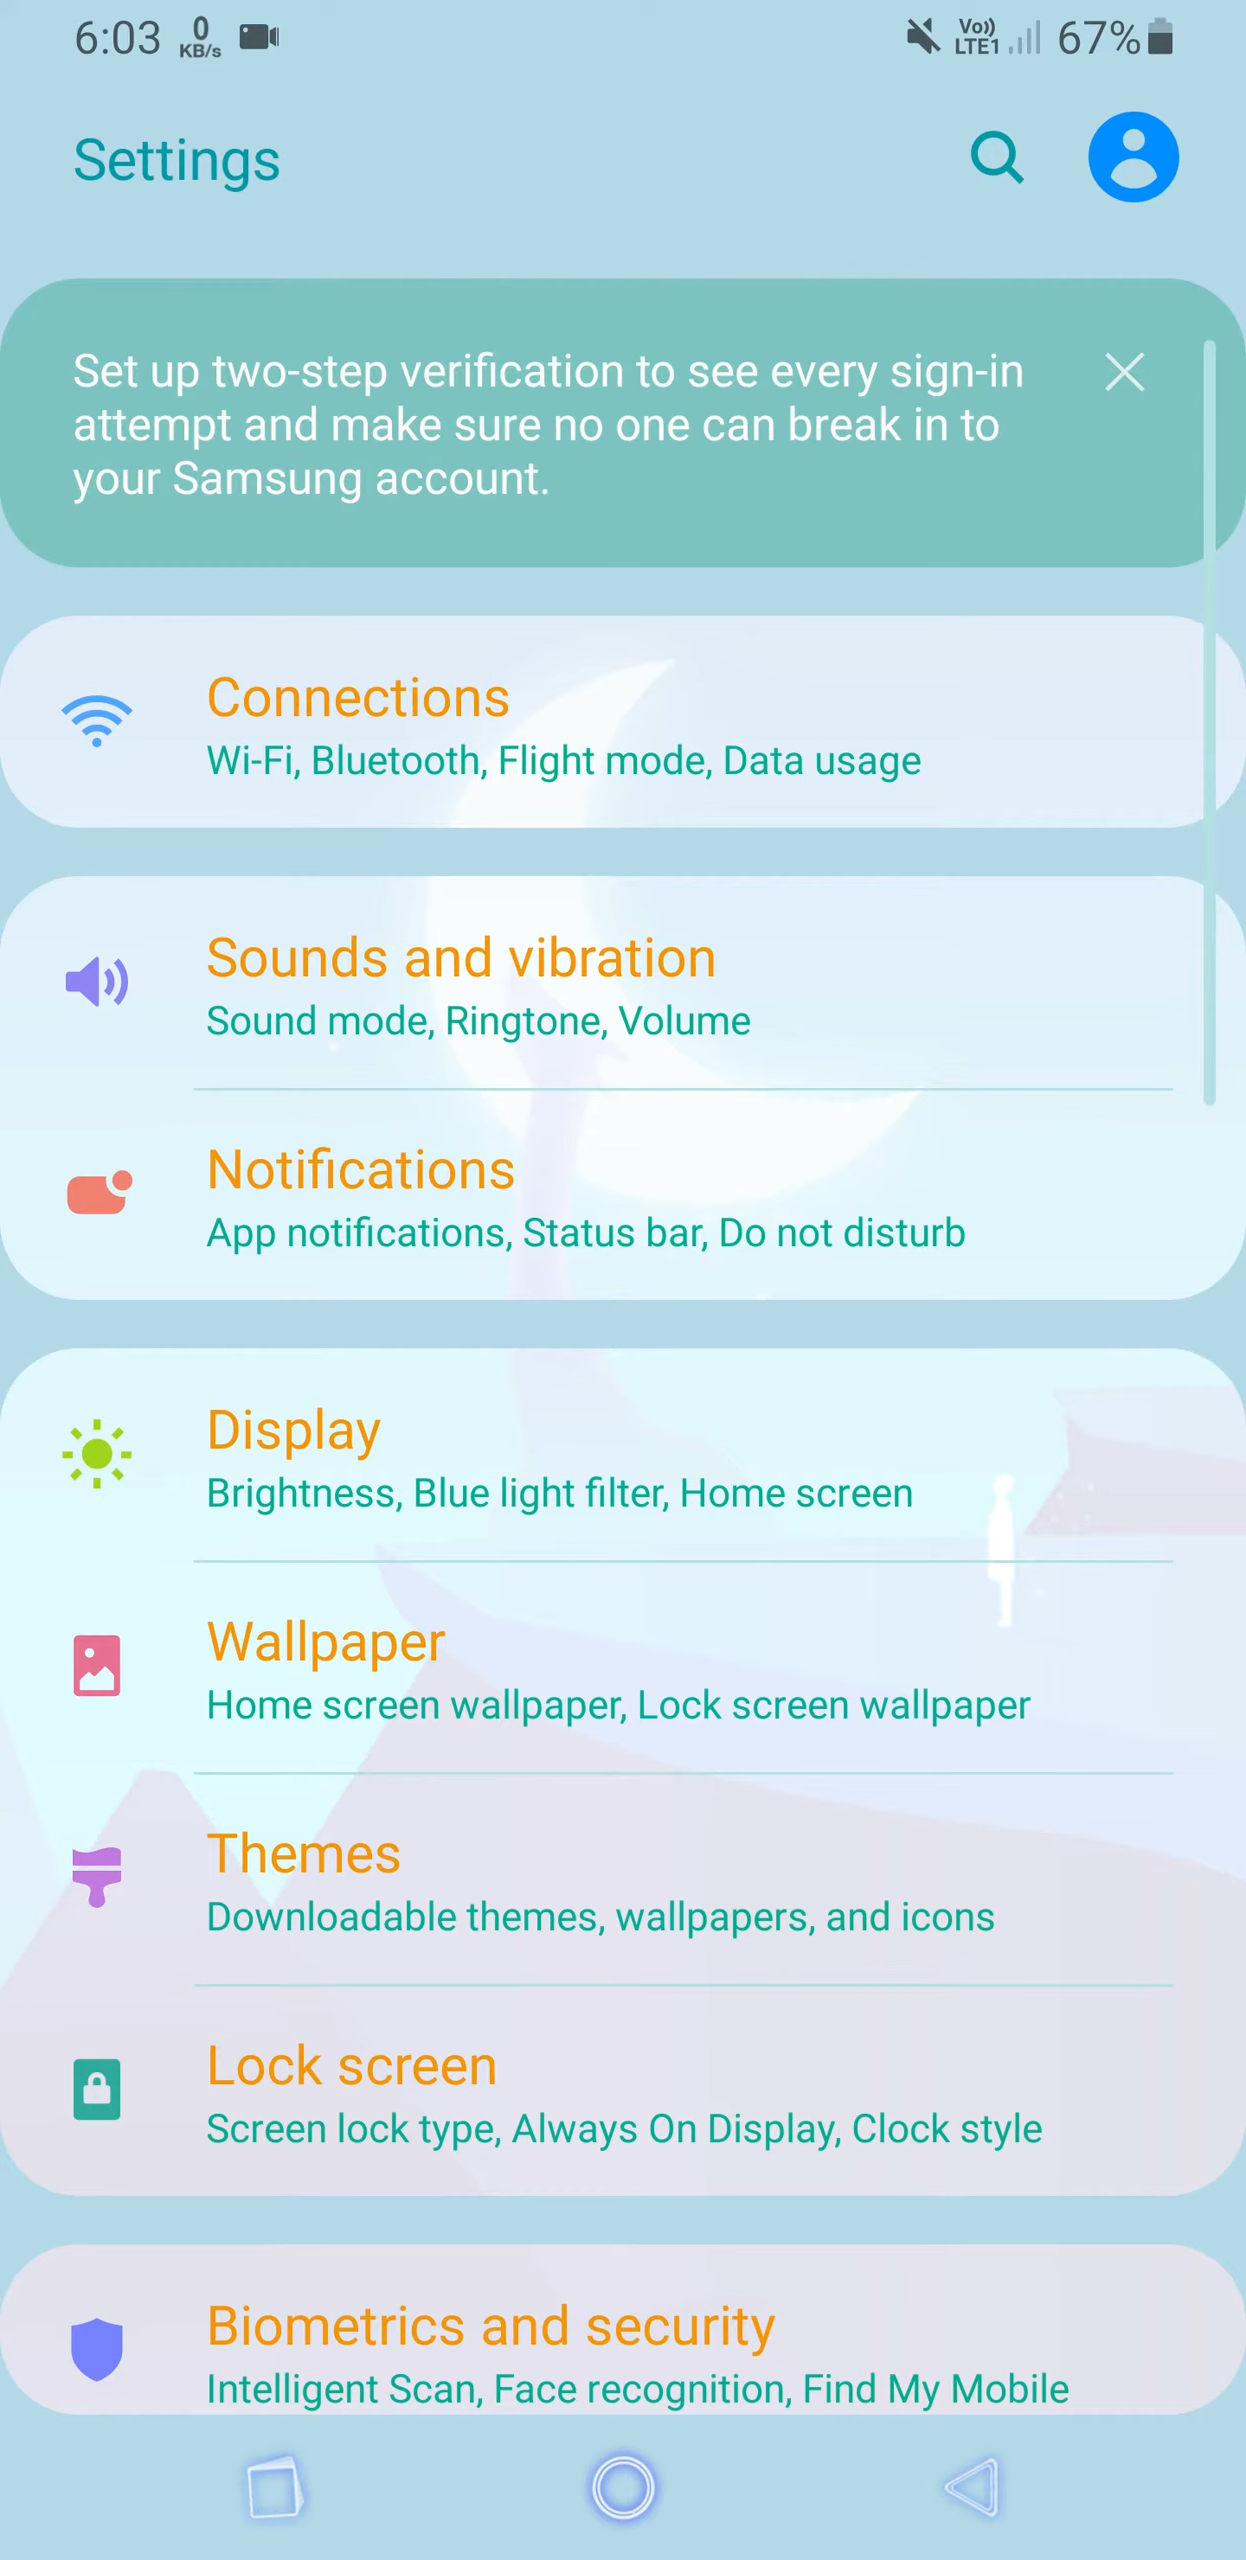 6:03 0 KB/s Vo)) LTE1 67%
Settings
Set up two-step verification to see every sign-in
attempt and make sure no one can break in to
your Samsung account.
Connections
Wi-Fi, Bluetooth, Flight mode, Data usage
Sounds and vibration
Sound mode, Ringtone, Volume
Notifications
App notifications, Status bar, Do not disturb
Display
Brightness, Blue light filter, Home screen
Wallpaper
Home screen wallpaper, Lock screen wallpaper
Themes
Downloadable themes, wallpapers, and icons
Lock screen
Screen lock type, Always On Display, Clock style
Biometrics and security
Intelligent Scan, Face recognition, Find My Mobile